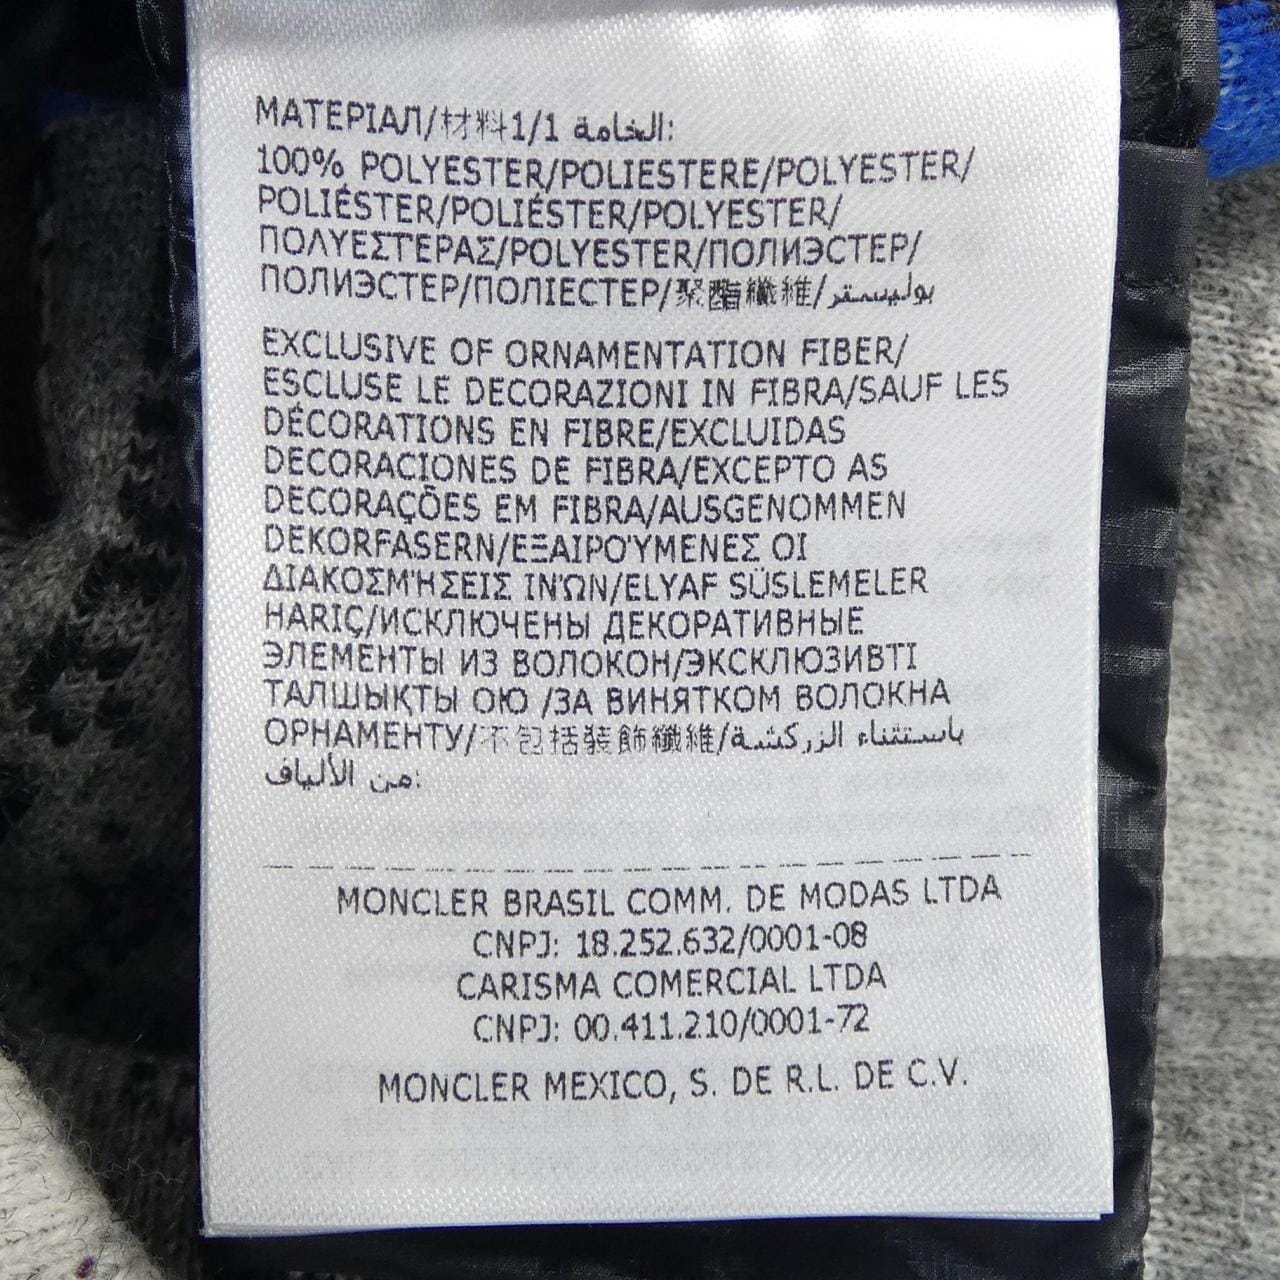 МАТЕРІАЛ/材料1/1 الخامة:
100% POLYESTER/POLIESTERE/POLYESTER/
POLIÉSTER/POLIÉSTER/POLYESTER/
ΠΟΛΥΕΣΤΕΡΑΣ/POLYESTER/ПОЛИЭСТЕР/
ПОЛИЭСТЕР/ПОЛІЕСТЕР/聚酯纖維/بوليستر
EXCLUSIVE OF ORNAMENTATION FIBER/
ESCLUSE LE DECORAZIONI IN FIBRA/SAUF LES
DÉCORATIONS EN FIBRE/EXCLUIDAS
DECORACIONES DE FIBRA/EXCEPTO AS
DECORAÇÕES EM FIBRA/AUSGENOMMEN
DEKORFASERN/ΕΞΑΙΡΟΎΜΕΝΕΣ ΟΙ
ΔΙΑΚΟΣΜΉΣΕΙΣ ΙΝΏΝ/ELYAF SÜSLEMELER
HARIÇ/ИСКЛЮЧЕНЫ ДЕКОРАТИВНЫЕ
ЭЛЕМЕНТЫ ИЗ ВОЛОКОН/ЭКСКЛЮЗИВТІ
ТАЛШЫҚТЫ ОЮ /ЗА ВИНЯТКОМ ВОЛОКНА
ОРНАМЕНТУ/不包括裝飾纖維/باستثناء الزركشة
من الألياف:
MONCLER BRASIL COMM. DE MODAS LTDA
CNPJ: 18.252.632/0001-08
CARISMA COMERCIAL LTDA
CNPJ: 00.411.210/0001-72
MONCLER MEXICO, S. DE R.L. DE C.V.